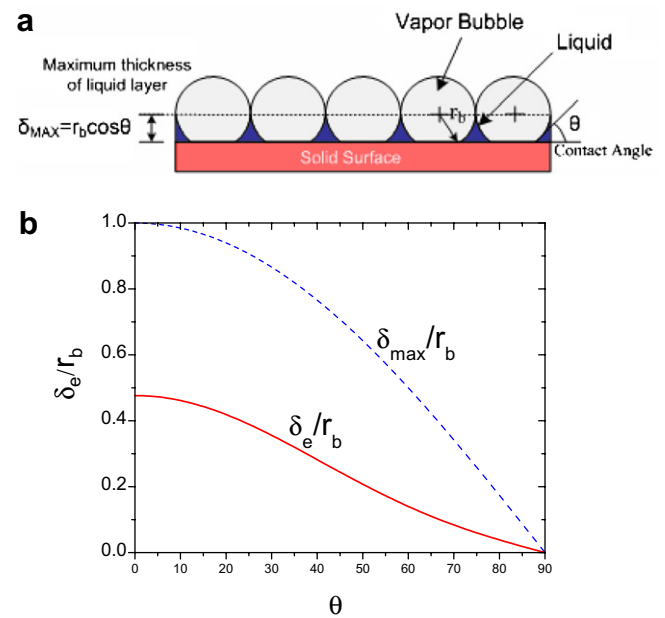 a
Vapor Bubble
Liquid
Maximum thickness
of liquid layer
δMAX=rbcosθ
rb
θ
Contact Angle
Solid Surface
b
1.0
0.8
0.6
0.4
0.2
0.0
δe/rb
δmax/rb
δe/rb
0 10 20 30 40 50 60 70 80 90
θ